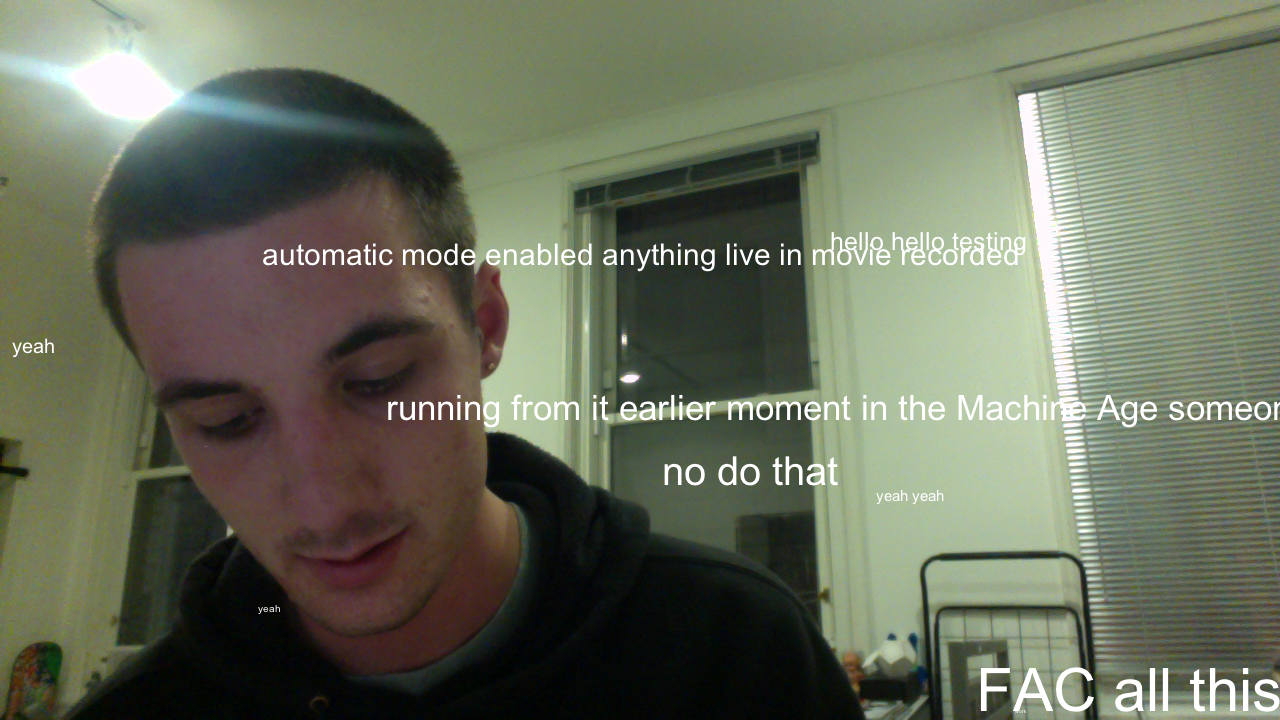 hello hello testing
automatic mode enabled anything live in movie recorded
yeah
running from it earlier moment in the Machine Age someor
no do that
yeah yeah
yeah
FAC all this